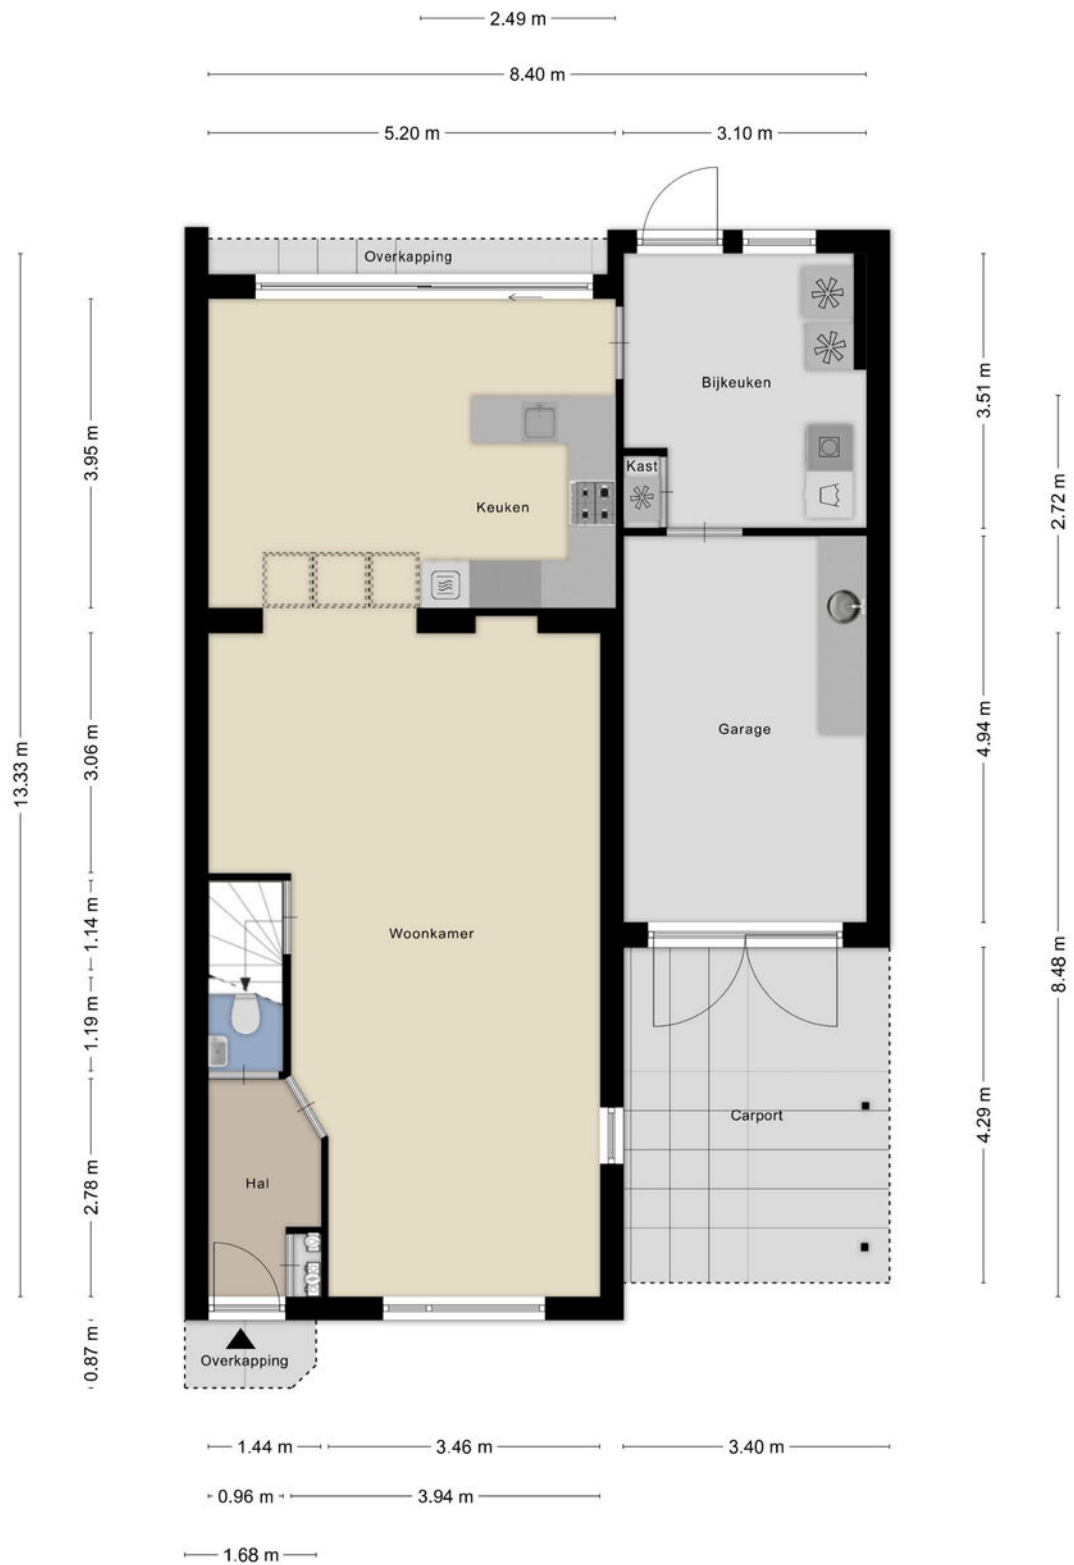 2.49 m
8.40 m
5.20 m
3.10 m
Overkapping
Bijkeuken
3.51 m
3.95 m
Kast
2.72 m
Keuken
Garage
4.94 m
3.06 m
13.33 m
Woonkamer
1.14 m
8.48 m
1.19 m
Carport
4.29 m
Hal
2.78 m
0.87 m
Overkapping
1.44 m
3.46 m
3.40 m
0.96 m
3.94 m
1.68 m